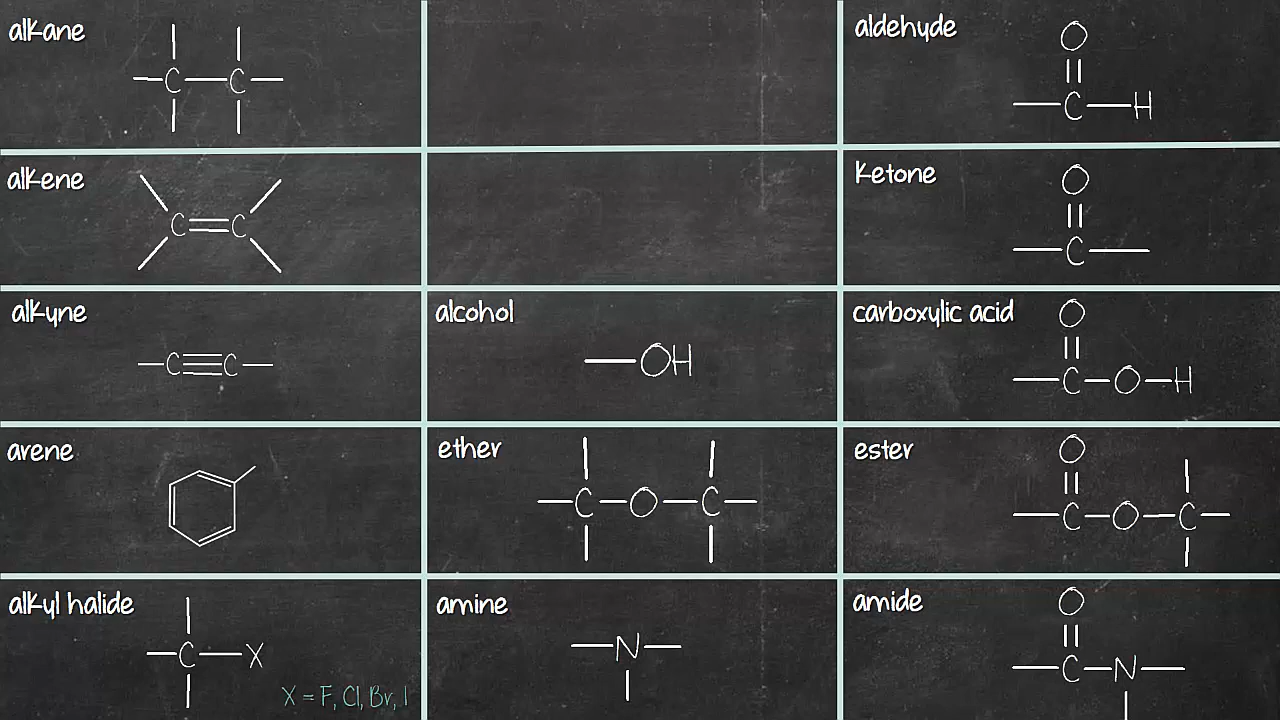 alkane
C C
alkene
C C
alkyne
C C
arene
alkyl halide
C X
X = F, Cl, Br, I
alcohol
OH
ether
C O C
amine
N
aldehyde
O
C H
ketone
O
C
carboxylic acid
O
C O H
ester
O
C O C
amide
O
C N